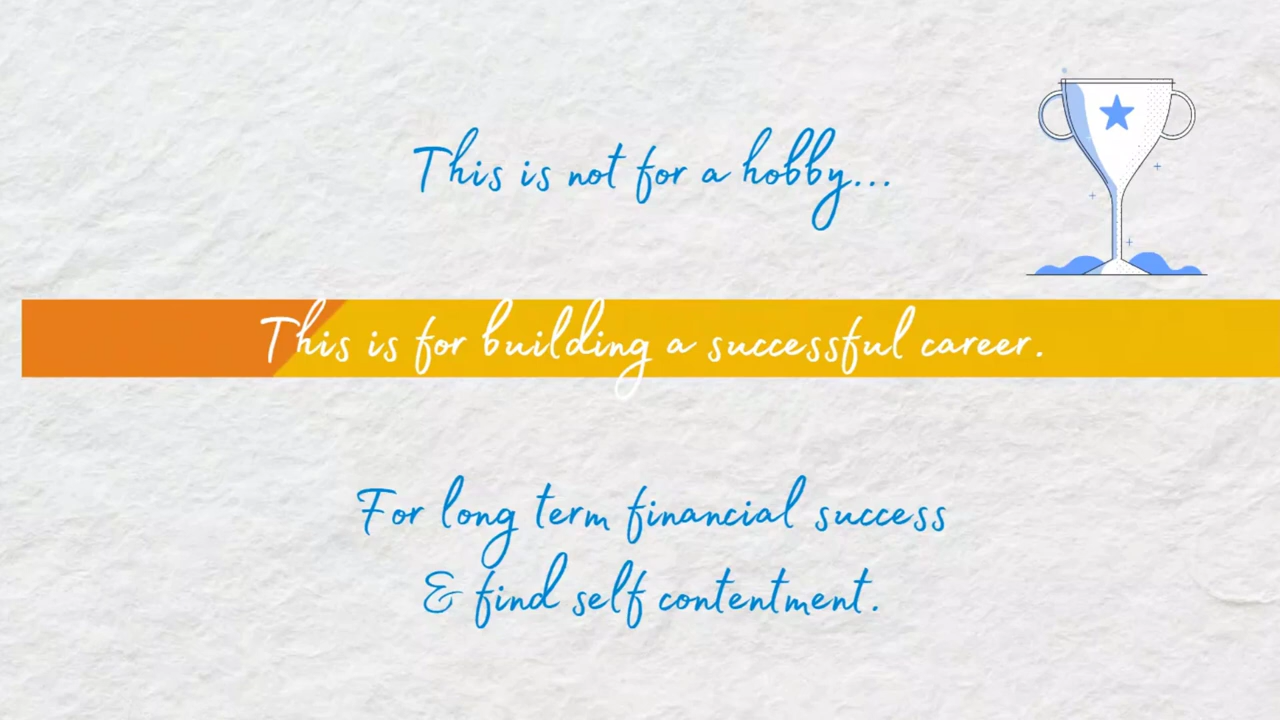 This is not for a hobby...
This is for building a successful career.
For long term financial success
& find self contentment.